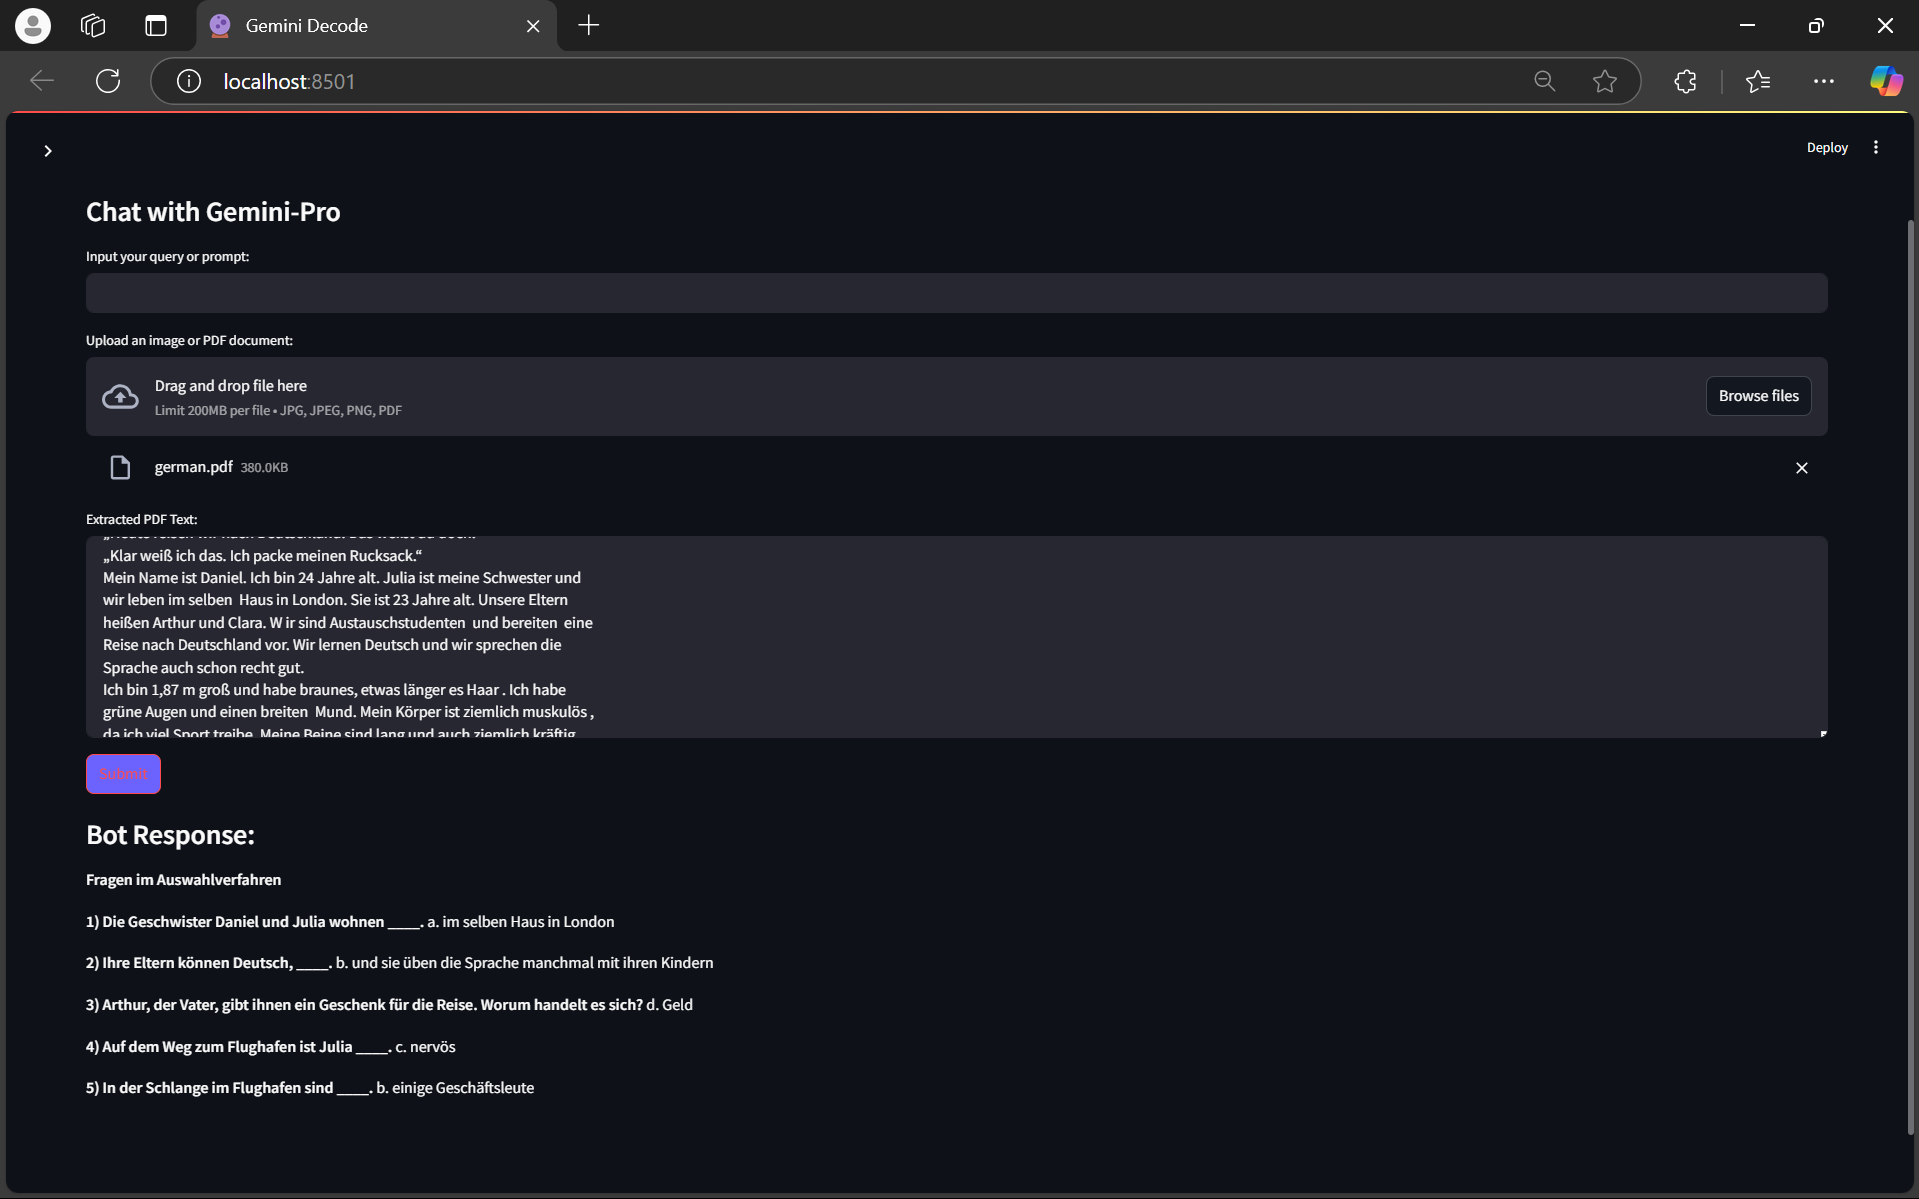 Gemini Decode
localhost:8501
Deploy
Chat with Gemini-Pro
Input your query or prompt:
Upload an image or PDF document:
Drag and drop file here
Limit 200MB per file • JPG, JPEG, PNG, PDF
Browse files
german.pdf 380.0KB
Extracted PDF Text:
„Klar weiß ich das. Ich packe meinen Rucksack.“
Mein Name ist Daniel. Ich bin 24 Jahre alt. Julia ist meine Schwester und
wir leben im selben  Haus in London. Sie ist 23 Jahre alt. Unsere Eltern
heißen Arthur und Clara. W ir sind Austauschstudenten  und bereiten  eine
Reise nach Deutschland vor. Wir lernen Deutsch und wir sprechen die
Sprache auch schon recht gut.
Ich bin 1,87 m groß und habe braunes, etwas länger es Haar . Ich habe
grüne Augen und einen breiten  Mund. Mein Körper ist ziemlich muskulös ,
da ich viel Sport treibe. Meine Beine sind lang und auch ziemlich kräftig.
Submit
Bot Response:
Fragen im Auswahlverfahren
1) Die Geschwister Daniel und Julia wohnen ____. a. im selben Haus in London
2) Ihre Eltern können Deutsch, ____. b. und sie üben die Sprache manchmal mit ihren Kindern
3) Arthur, der Vater, gibt ihnen ein Geschenk für die Reise. Worum handelt es sich? d. Geld
4) Auf dem Weg zum Flughafen ist Julia ____. c. nervös
5) In der Schlange im Flughafen sind ____. b. einige Geschäftsleute